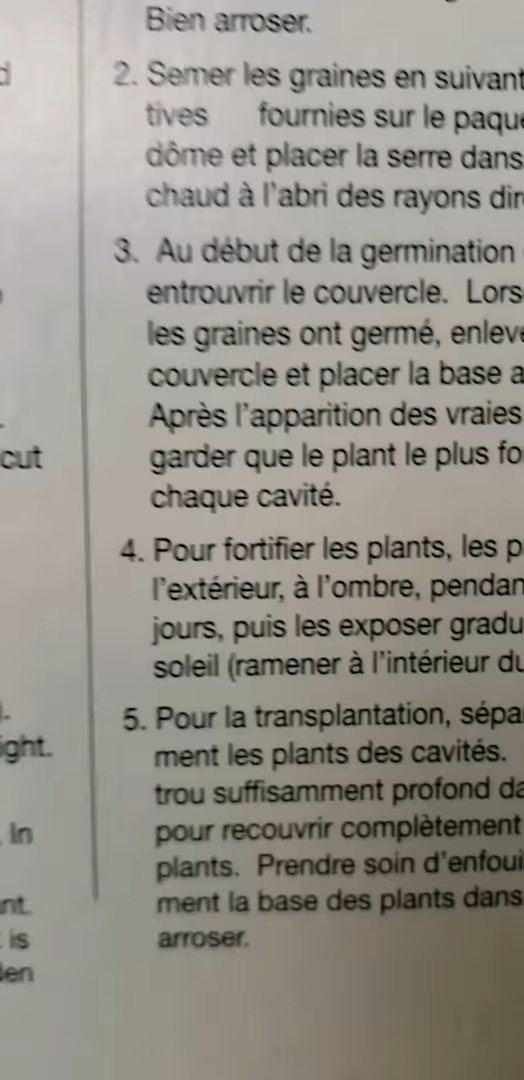 Bien arroser.
2. Semer les graines en suivant
tives fournies sur le paque
dôme et placer la serre dans
chaud à l'abri des rayons dir
3. Au début de la germination
entrouvrir le couvercle. Lors
les graines ont germé, enlev
couvercle et placer la base a
Après l'apparition des vraies
garder que le plant le plus fo
chaque cavité.
4. Pour fortifier les plants, les p
l'extérieur, à l'ombre, pendan
jours, puis les exposer gradu
soleil (ramener à l'intérieur du
5. Pour la transplantation, sépa
ment les plants des cavités.
trou suffisamment profond da
pour recouvrir complètement
plants. Prendre soin d'enfoui
ment la base des plants dans
arroser.
cut
ight.
. In
nt.
is
den